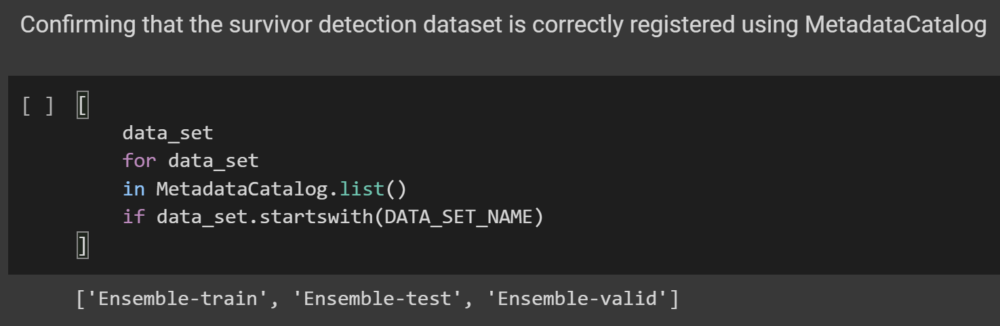 Confirming that the survivor detection dataset is correctly registered using MetadataCatalog
[ ] [
data_set
for data_set
in MetadataCatalog.list()
if data_set.startswith(DATA_SET_NAME)
]
['Ensemble-train', 'Ensemble-test', 'Ensemble-valid']